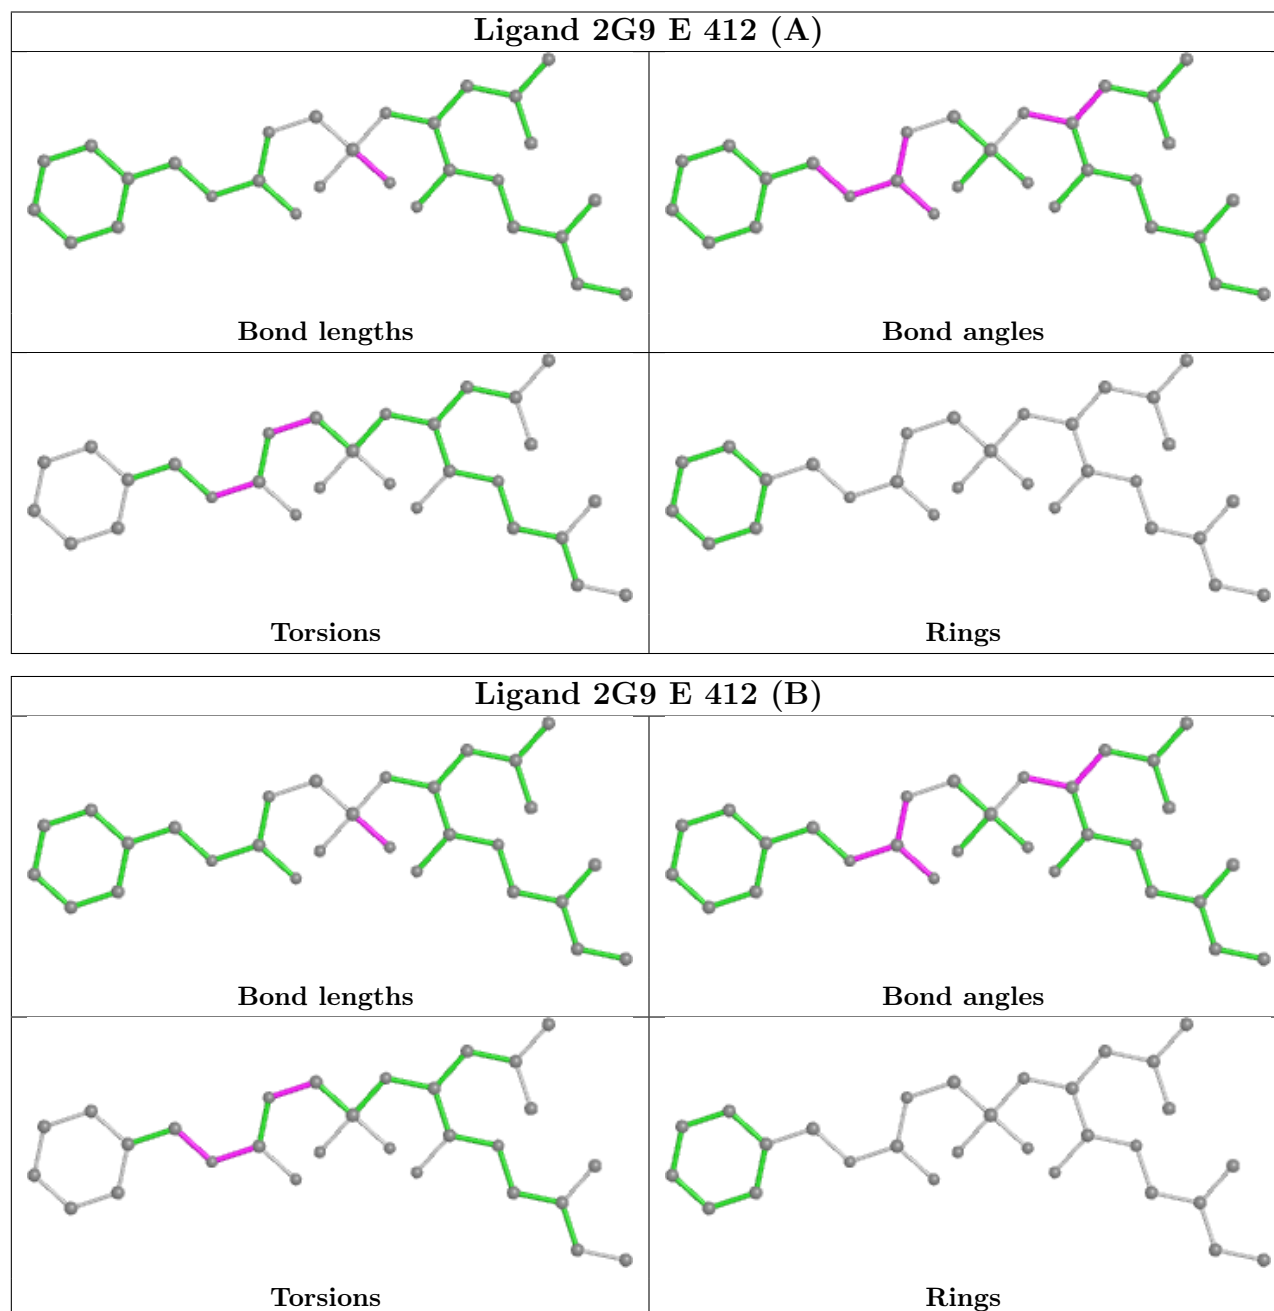 Ligand 2G9 E 412 (A)
Bond lengths
Bond angles
Torsions
Rings
Ligand 2G9 E 412 (B)
Bond lengths
Bond angles
Torsions
Rings